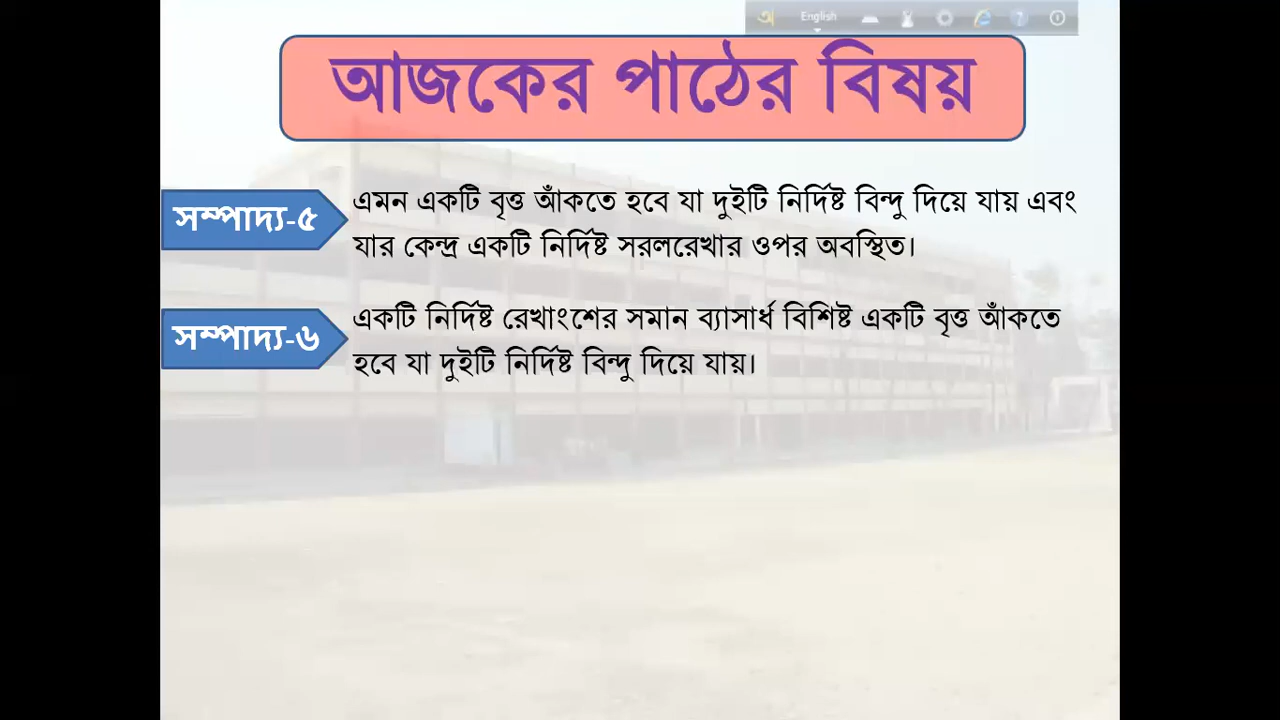 English
আজকের পাঠের বিষয়
সম্পাদ্য-৫
এমন একটি বৃত্ত আঁকতে হবে যা দুইটি নির্দিষ্ট বিন্দু দিয়ে যায় এবং
যার কেন্দ্র একটি নির্দিষ্ট সরলরেখার ওপর অবস্থিত।
সম্পাদ্য-৬
একটি নির্দিষ্ট রেখাংশের সমান ব্যাসার্ধ বিশিষ্ট একটি বৃত্ত আঁকতে
হবে যা দুইটি নির্দিষ্ট বিন্দু দিয়ে যায়।